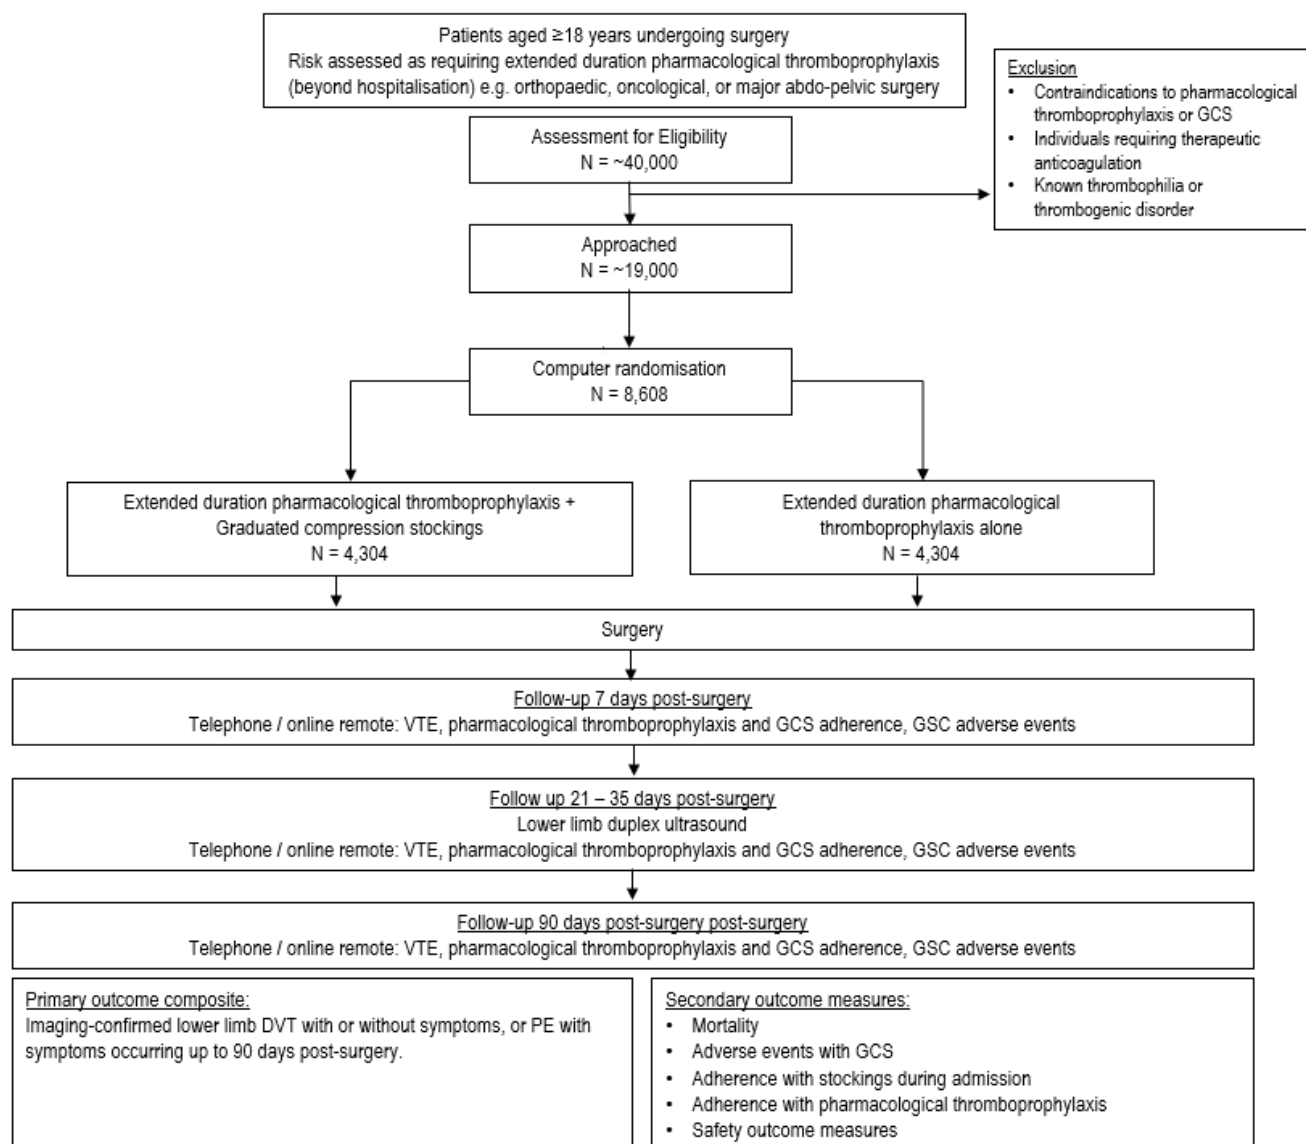 Patients aged ≥18 years undergoing surgery
Risk assessed as requiring extended duration pharmacological thromboprophylaxis
(beyond hospitalisation) e.g. orthopaedic, oncological, or major abdo-pelvic surgery
Exclusion
• Contraindications to pharmacological
thromboprophylaxis or GCS
• Individuals requiring therapeutic
anticoagulation
• Known thrombophilia or
thrombogenic disorder
Assessment for Eligibility
N = ~40,000
Approached
N = ~19,000
Computer randomisation
N = 8,608
Extended duration pharmacological thromboprophylaxis +
Graduated compression stockings
N = 4,304
Extended duration pharmacological
thromboprophylaxis alone
N = 4,304
Surgery
Follow-up 7 days post-surgery
Telephone / online remote: VTE, pharmacological thromboprophylaxis and GCS adherence, GSC adverse events
Follow up 21 – 35 days post-surgery
Lower limb duplex ultrasound
Telephone / online remote: VTE, pharmacological thromboprophylaxis and GCS adherence, GSC adverse events
Follow-up 90 days post-surgery post-surgery
Telephone / online remote: VTE, pharmacological thromboprophylaxis and GCS adherence, GSC adverse events
Primary outcome composite:
Imaging-confirmed lower limb DVT with or without symptoms, or PE with
symptoms occurring up to 90 days post-surgery.
Secondary outcome measures:
• Mortality
• Adverse events with GCS
• Adherence with stockings during admission
• Adherence with pharmacological thromboprophylaxis
• Safety outcome measures